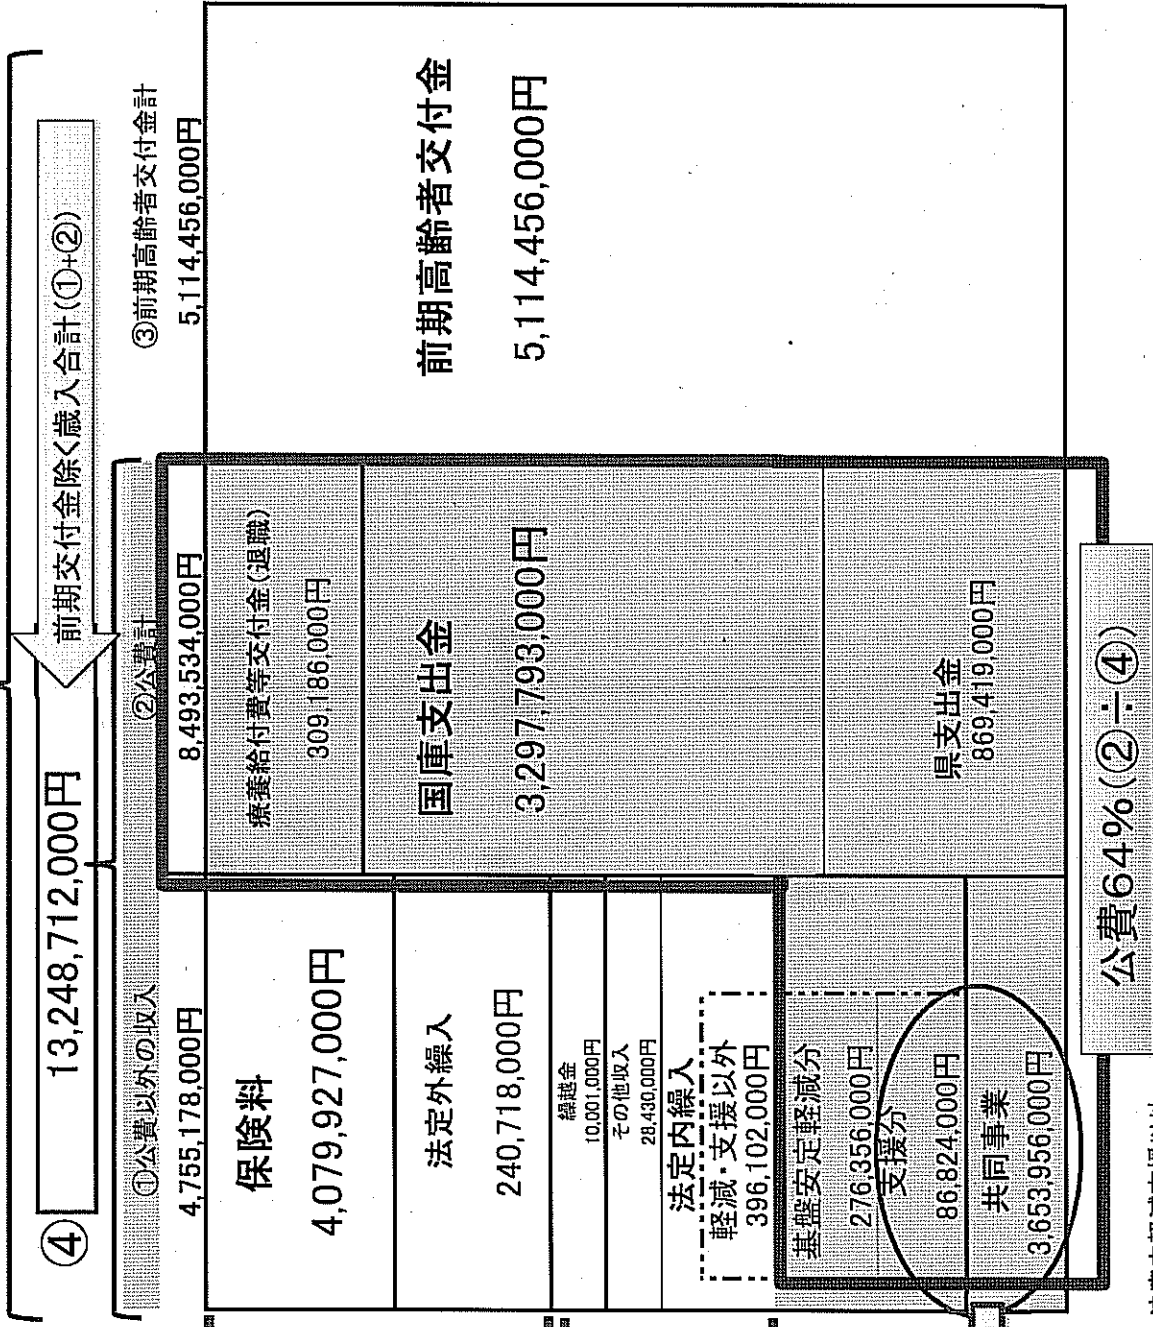 ④
13,248,712,000円
前期交付金除く歳入合計(①+②)
①公費以外の収入
4,755,178,000円
②公費計
8,493,534,000円
③前期高齢者交付金計
5,114,456,000円
保険料
4,079,927,000円
法定外繰入
240,718,000円
繰越金
10,001,000円
その他収入
28,430,000円
法定内繰入
軽減・支援以外
396,102,000円
基盤安定軽減分
276,356,000円
支援分
86,824,000円
共同事業
3,653,956,000円
療養給付費等交付金(退職)
309,186,000円
国庫支出金
3,297,793,000円
県支出金
869,419,000円
前期高齢者交付金
5,114,456,000円
公費64%(②÷④)